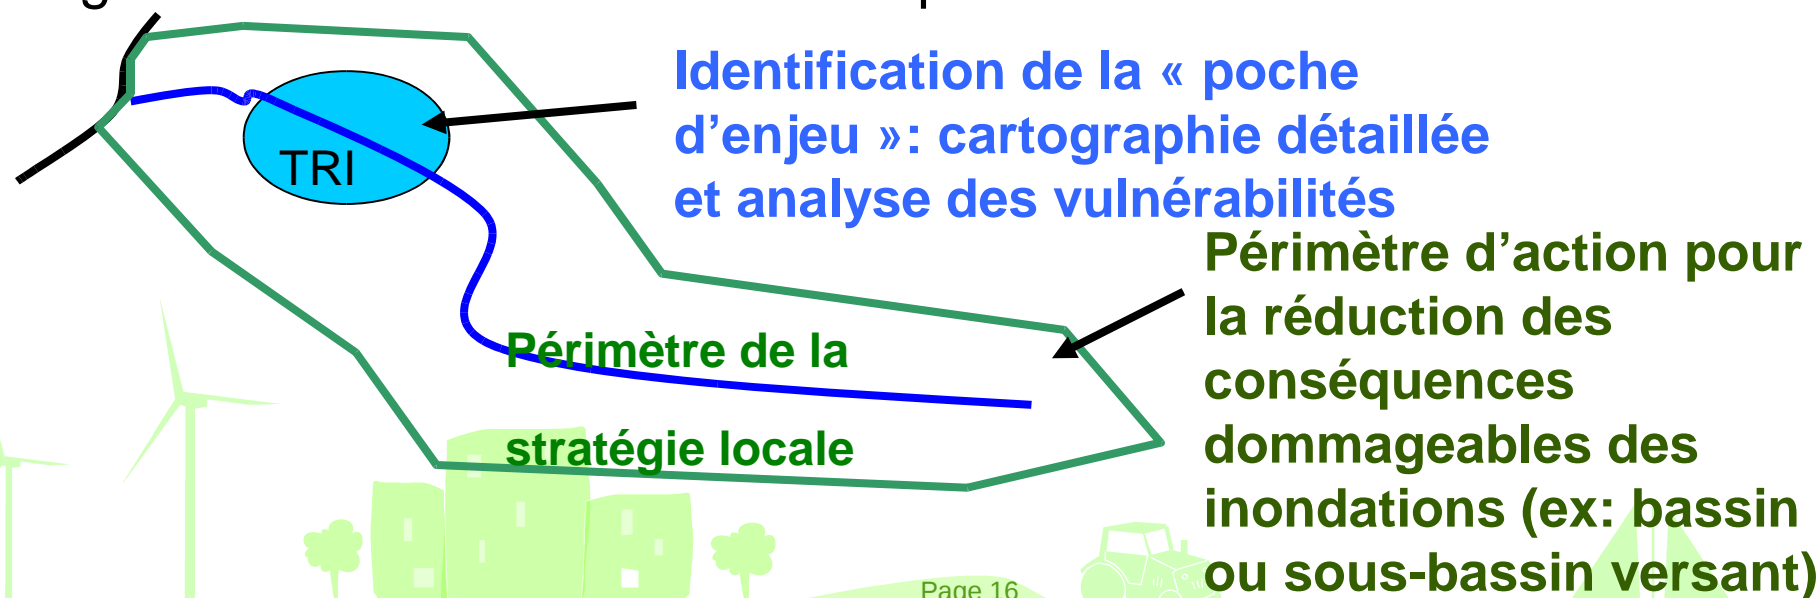 Identification de la « poche
d’enjeu »: cartographie détaillée
et analyse des vulnérabilités
TRI
Périmètre d’action pour
la réduction des
conséquences
dommageables des
inondations (ex: bassin
ou sous-bassin versant)
Périmètre de la
stratégie locale
Page 16